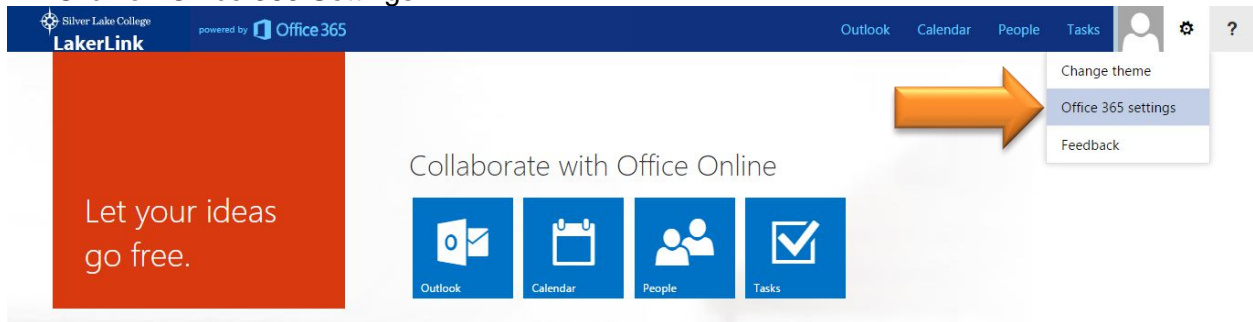 Silver Lake College
LakerLink
powered by Office 365
Outlook Calendar People Tasks ?
Change theme
Office 365 settings
Feedback
Collaborate with Office Online
Let your ideas
go free.
Outlook Calendar People Tasks